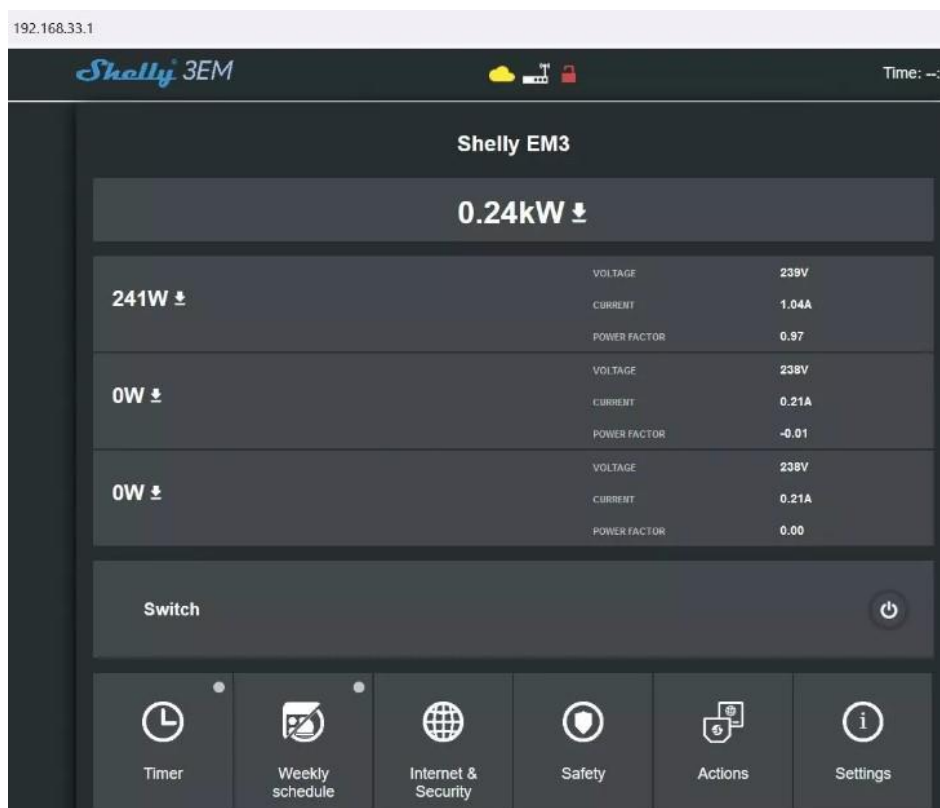 192.168.33.1
Shelly 3EM
Time: --:
Shelly EM3
0.24kW
241W
VOLTAGE 239V
CURRENT 1.04A
POWER FACTOR 0.97
0W
VOLTAGE 238V
CURRENT 0.21A
POWER FACTOR -0.01
0W
VOLTAGE 238V
CURRENT 0.21A
POWER FACTOR 0.00
Switch
Timer
Weekly
schedule
Internet &
Security
Safety
Actions
Settings